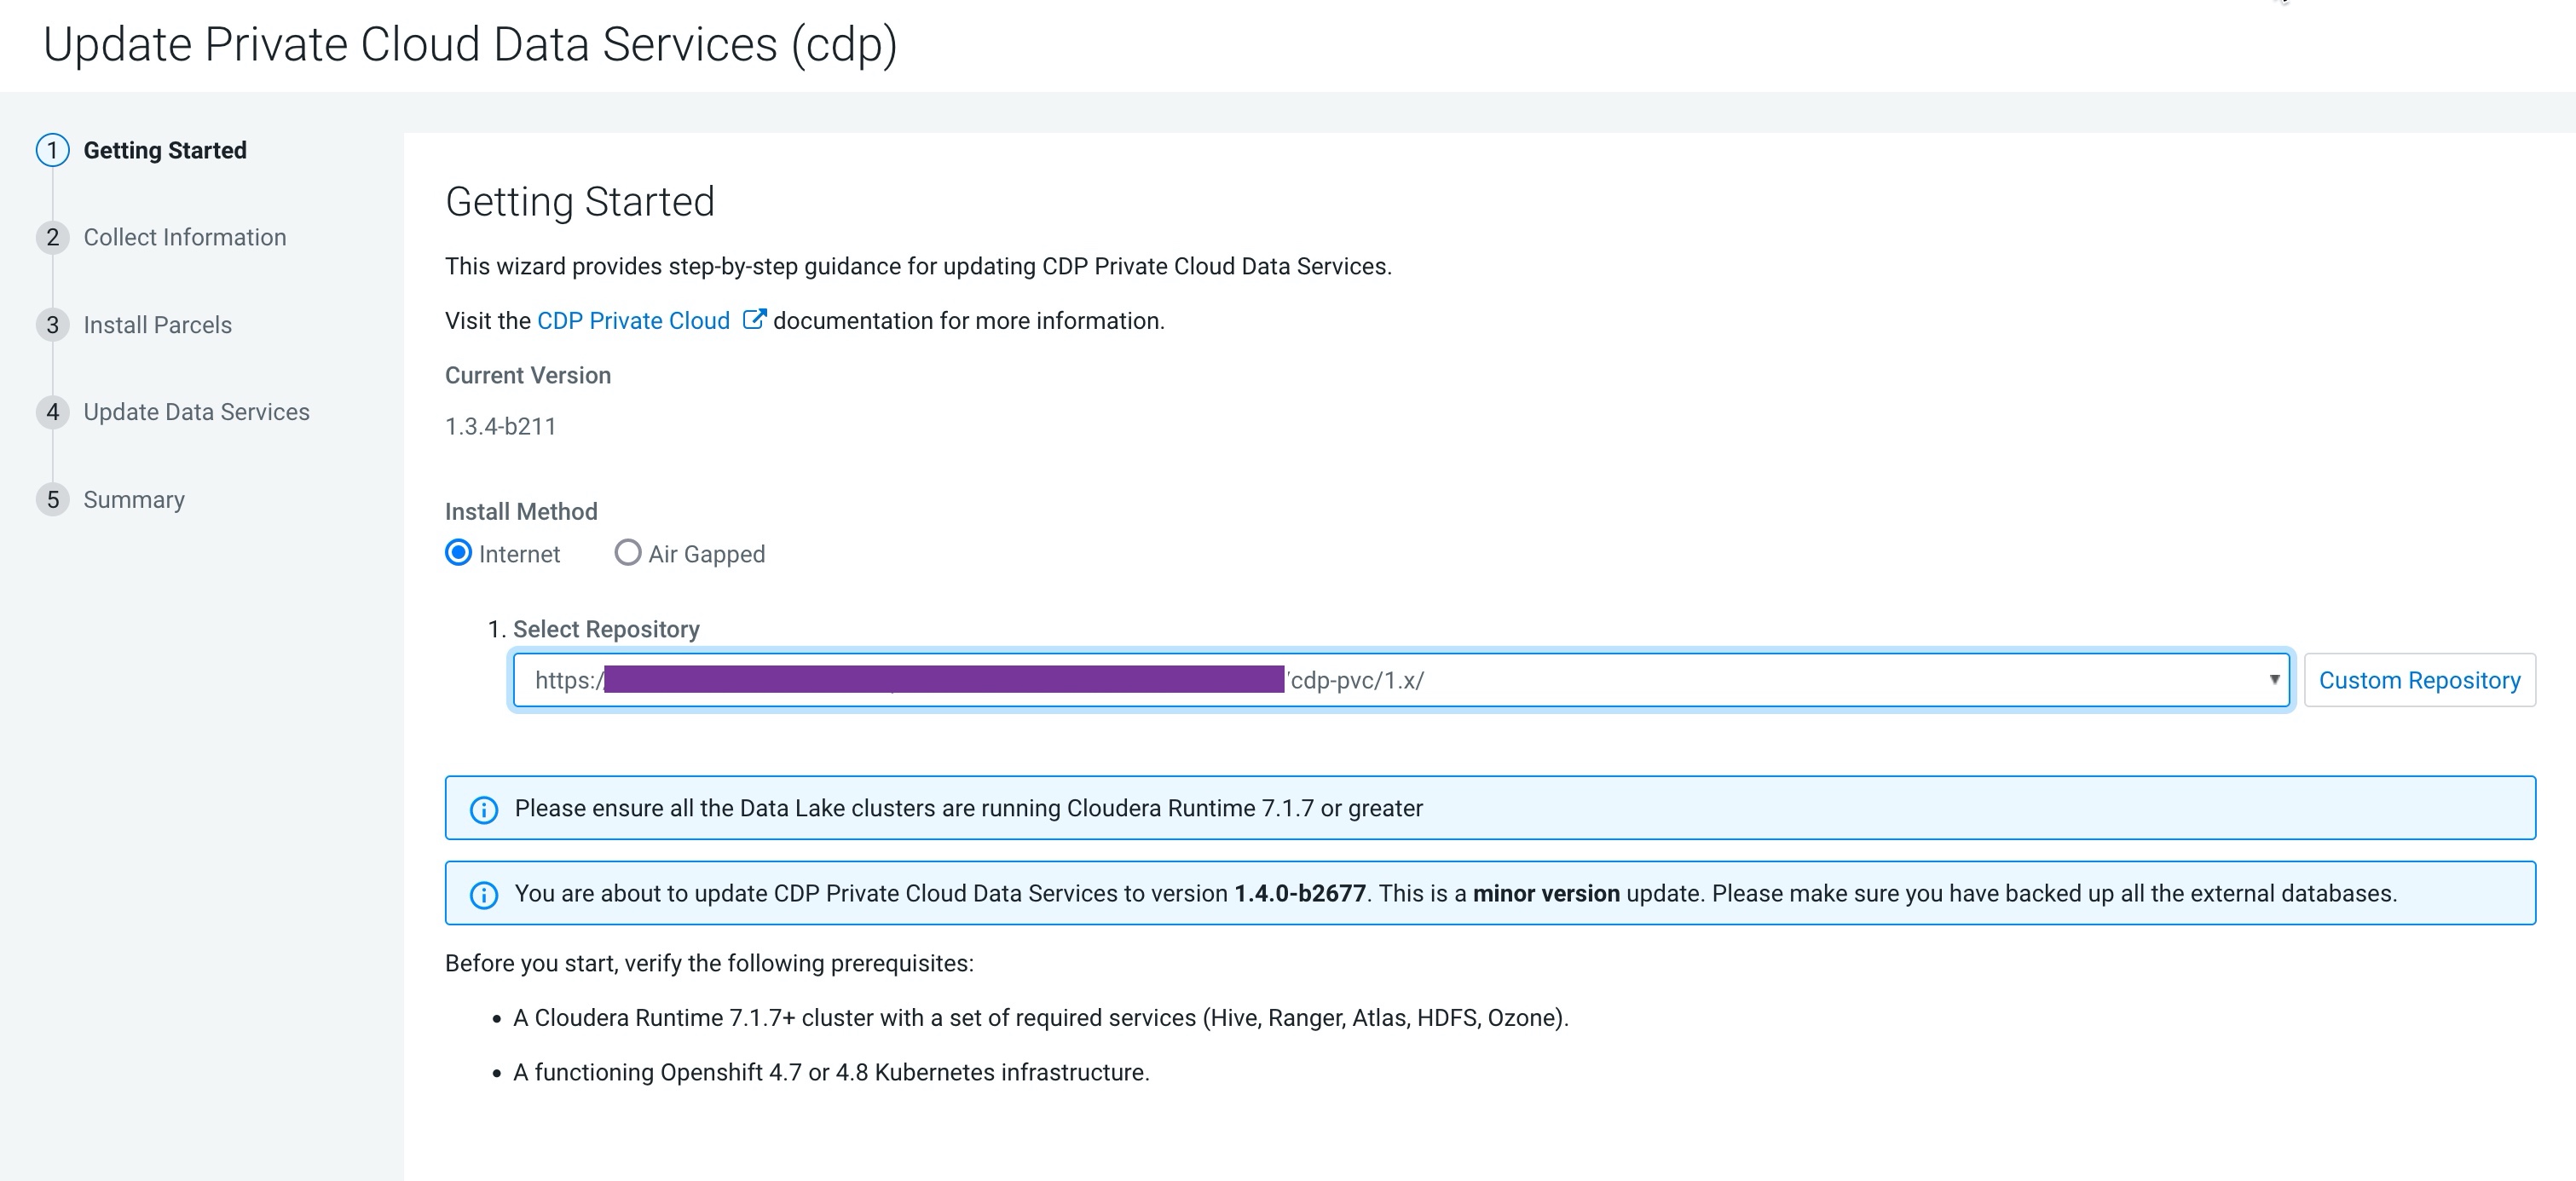 Update Private Cloud Data Services (cdp)
1 Getting Started
2 Collect Information
3 Install Parcels
4 Update Data Services
5 Summary
Getting Started
This wizard provides step-by-step guidance for updating CDP Private Cloud Data Services.
Visit the CDP Private Cloud documentation for more information.
Current Version
1.3.4-b211
Install Method
Internet Air Gapped
1. Select Repository
https:/ /cdp-pvc/1.x/ Custom Repository
Please ensure all the Data Lake clusters are running Cloudera Runtime 7.1.7 or greater
You are about to update CDP Private Cloud Data Services to version 1.4.0-b2677. This is a minor version update. Please make sure you have backed up all the external databases.
Before you start, verify the following prerequisites:
• A Cloudera Runtime 7.1.7+ cluster with a set of required services (Hive, Ranger, Atlas, HDFS, Ozone).
• A functioning Openshift 4.7 or 4.8 Kubernetes infrastructure.